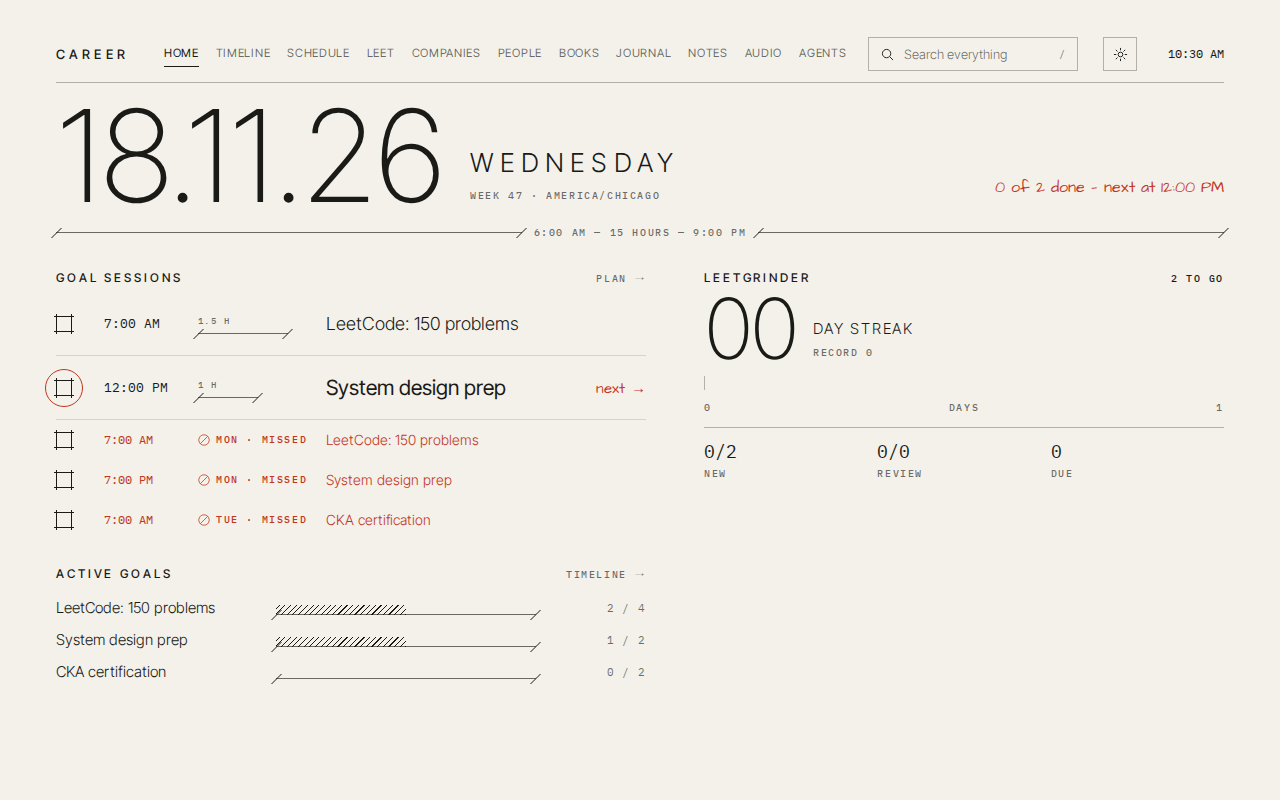 CAREER HOME TIMELINE SCHEDULE LEET COMPANIES PEOPLE BOOKS JOURNAL NOTES AUDIO AGENTS Search everything / 10:30 AM
18.11.26 WEDNESDAY
WEEK 47 · AMERICA/CHICAGO
0 of 2 done - next at 12:00 PM
6:00 AM — 15 HOURS — 9:00 PM
GOAL SESSIONS PLAN →
7:00 AM 1.5 H LeetCode: 150 problems
12:00 PM 1 H System design prep next →
7:00 AM MON · MISSED LeetCode: 150 problems
7:00 PM MON · MISSED System design prep
7:00 AM TUE · MISSED CKA certification
ACTIVE GOALS TIMELINE →
LeetCode: 150 problems 2 / 4
System design prep 1 / 2
CKA certification 0 / 2
LEETGRINDER 2 TO GO
00 DAY STREAK
RECORD 0
0 DAYS 1
0/2 0/0 0
NEW REVIEW DUE